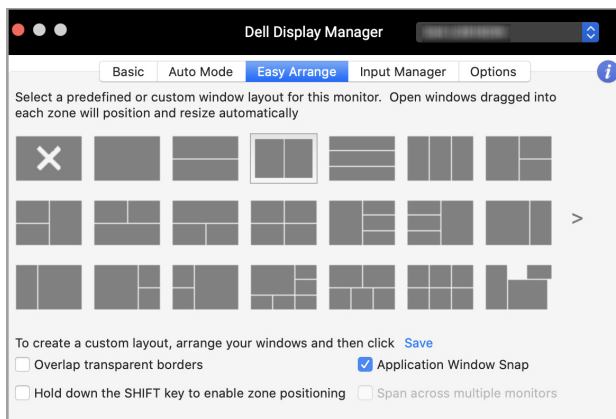 Dell Display Manager
Basic Auto Mode Easy Arrange Input Manager Options i
Select a predefined or custom window layout for this monitor. Open windows dragged into
each zone will position and resize automatically
>
To create a custom layout, arrange your windows and then click Save
Overlap transparent borders Application Window Snap
Hold down the SHIFT key to enable zone positioning Span across multiple monitors